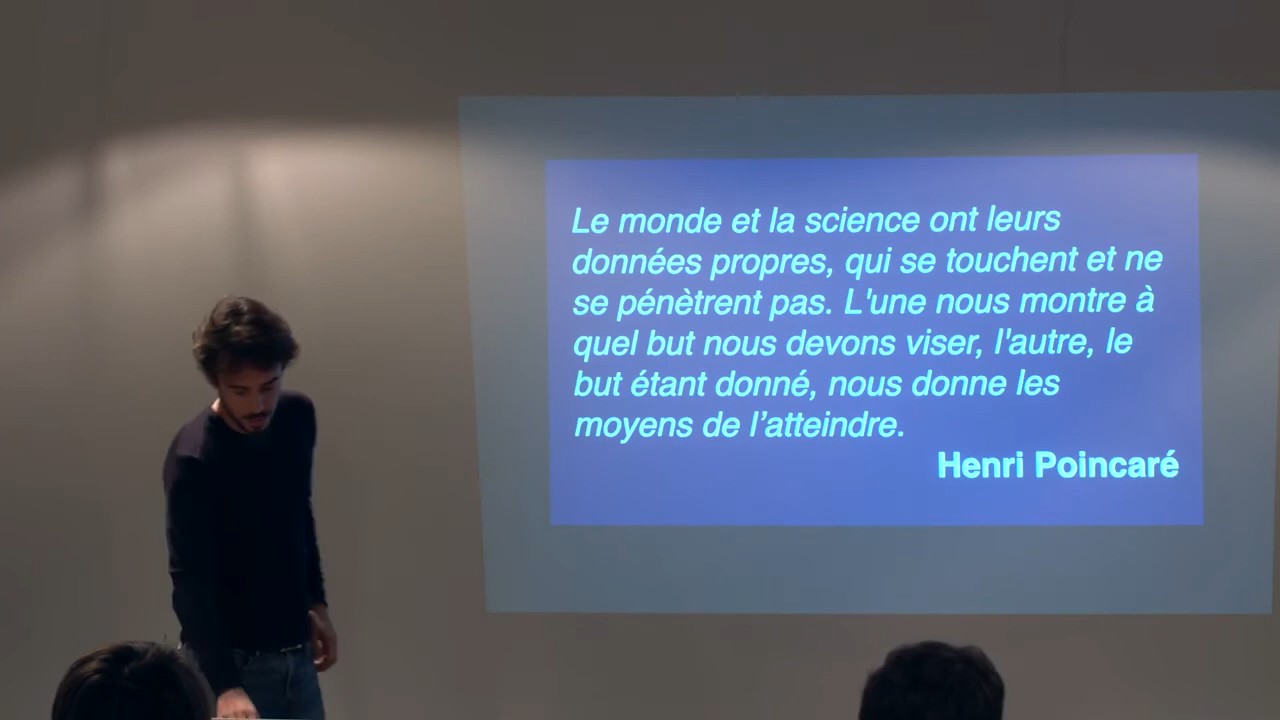 Le monde et la science ont leurs
données propres, qui se touchent et ne
se pénètrent pas. L'une nous montre à
quel but nous devons viser, l'autre, le
but étant donné, nous donne les
moyens de l’atteindre.
Henri Poincaré